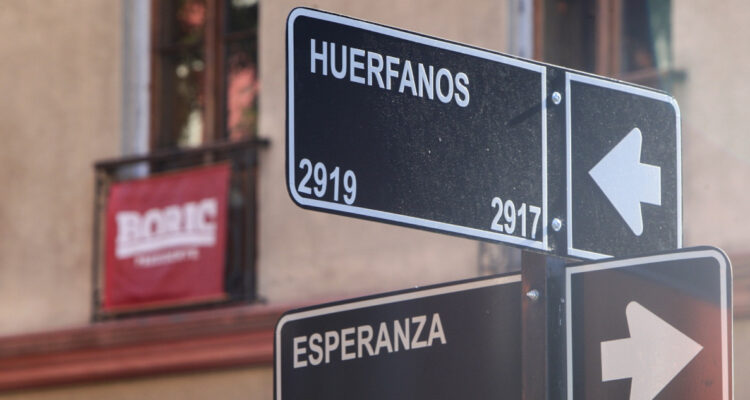 HUERFANOS
2919
2917
ESPERANZA
BORIC